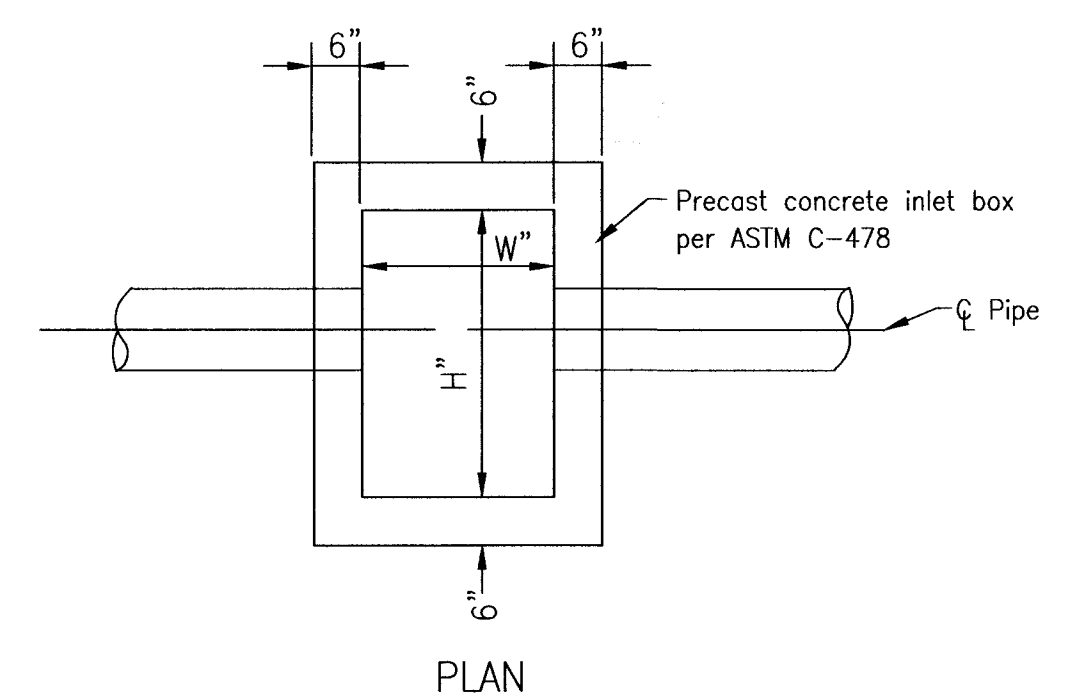 6”
6”
6”
Precast concrete inlet box
per ASTM C-478
W”
℄ Pipe
H”
6”
PLAN